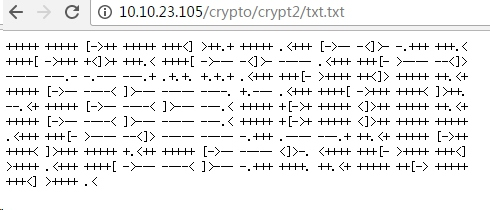 10.10.23.105/crypto/crypt2/txt.txt
+++++ +++++ [->++ +++++ +++<] >++.+ +++++ .<+++ [->-- -<]>- -.+++ +++.<
++++[ ->+++ +<]>+ +++.< ++++[ ->--- -<]>- ----- .<+++ +++[- >---- --<]>
----- ---.- -.--- ---.+ .+.+. +.+.+ .<+++ +++[- >++++ ++<]> +++++ ++.<+
+++++ [->-- ----< ]>--- ----- ---. +.--- .<+++ ++++[ ->+++ ++++< ]>++.
--.<+ +++++ [->-- ----< ]>--- ---.< +++++ +[->+ +++++ <]>++ +++++ ++.<+
+++++ [->-- ----< ]>--- ----- ---.< +++++ +[->+ +++++ <]>++ +++++ +++++
.<+++ +++[- >---- --<]> ----- ----- -.+++ .---- ---.+ ++.<+ +++++ [->++
++++< ]>+++ +++++ +.<++ +++++ [->-- ----- <]>-. <++++ +++[- >++++ +++<]
>++++ .<+++ ++++[ ->--- ----< ]>--- -.+++ ++++. ++.<+ +++++ ++[-> +++++
+++<] >++++ .<